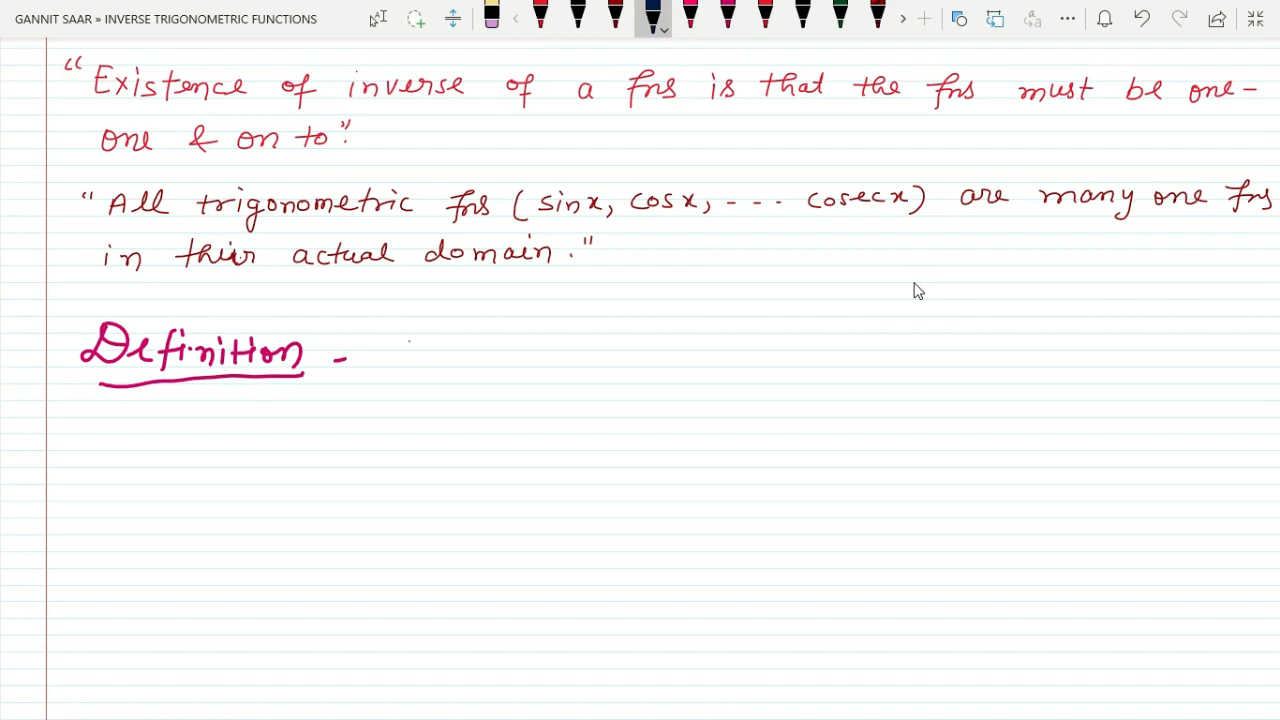 GANNIT SAAR » INVERSE TRIGONOMETRIC FUNCTIONS
“Existence of inverse of a fns is that the fns must be one-
one & on to”.
“All trigonometric fns (sinx, cosx, --- cosecx) are many one fns
in thier actual domain.”
Definition -